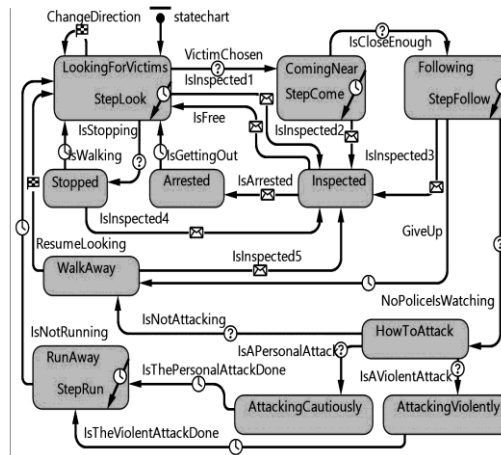 ChangeDirection
statechart
VictimChosen
IsCloseEnough
LookingForVictims
IsInspected1
ComingNear
Following
StepLook
StepCome
StepFollow
IsFree
IsStopping
IsInspected2
IsWalking
IsGettingOut
IsInspected3
Stopped
Arrested
IsArrested
Inspected
IsInspected4
GiveUp
ResumeLooking
WalkAway
IsInspected5
NoPoliceIsWatching
IsNotAttacking
IsNotRunning
HowToAttack
RunAway
IsAPersonalAttack
IsThePersonalAttackDone
IsAViolentAttack
StepRun
AttackingCautiously
AttackingViolently
IsTheViolentAttackDone